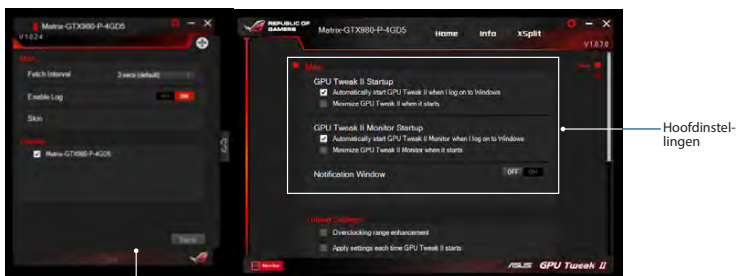 Matrix-GTX980-P-4GD5
V1.0.2.4
Main
Fetch Interval
3 secs (default)
Enable Log
OFF ON
Skin
Matrix-GTX980-P-4GD5
REPUBLIC OF
GAMERS
Matrix-GTX980-P-4GD5
Home Info XSplit
V1.0.7.0
Main
GPU Tweak II Startup
Automatically start GPU Tweak II when I log on to Windows
Minimize GPU Tweak II when it starts
GPU Tweak II Monitor Startup
Automatically start GPU Tweak II Monitor when I log on to Windows
Minimize GPU Tweak II Monitor when it starts
Notification Window
OFF ON
Overclocking range enhancement
Apply settings each time GPU Tweak II starts
Monitor
ASUS GPU Tweak II
Hoofdinstel-
lingen